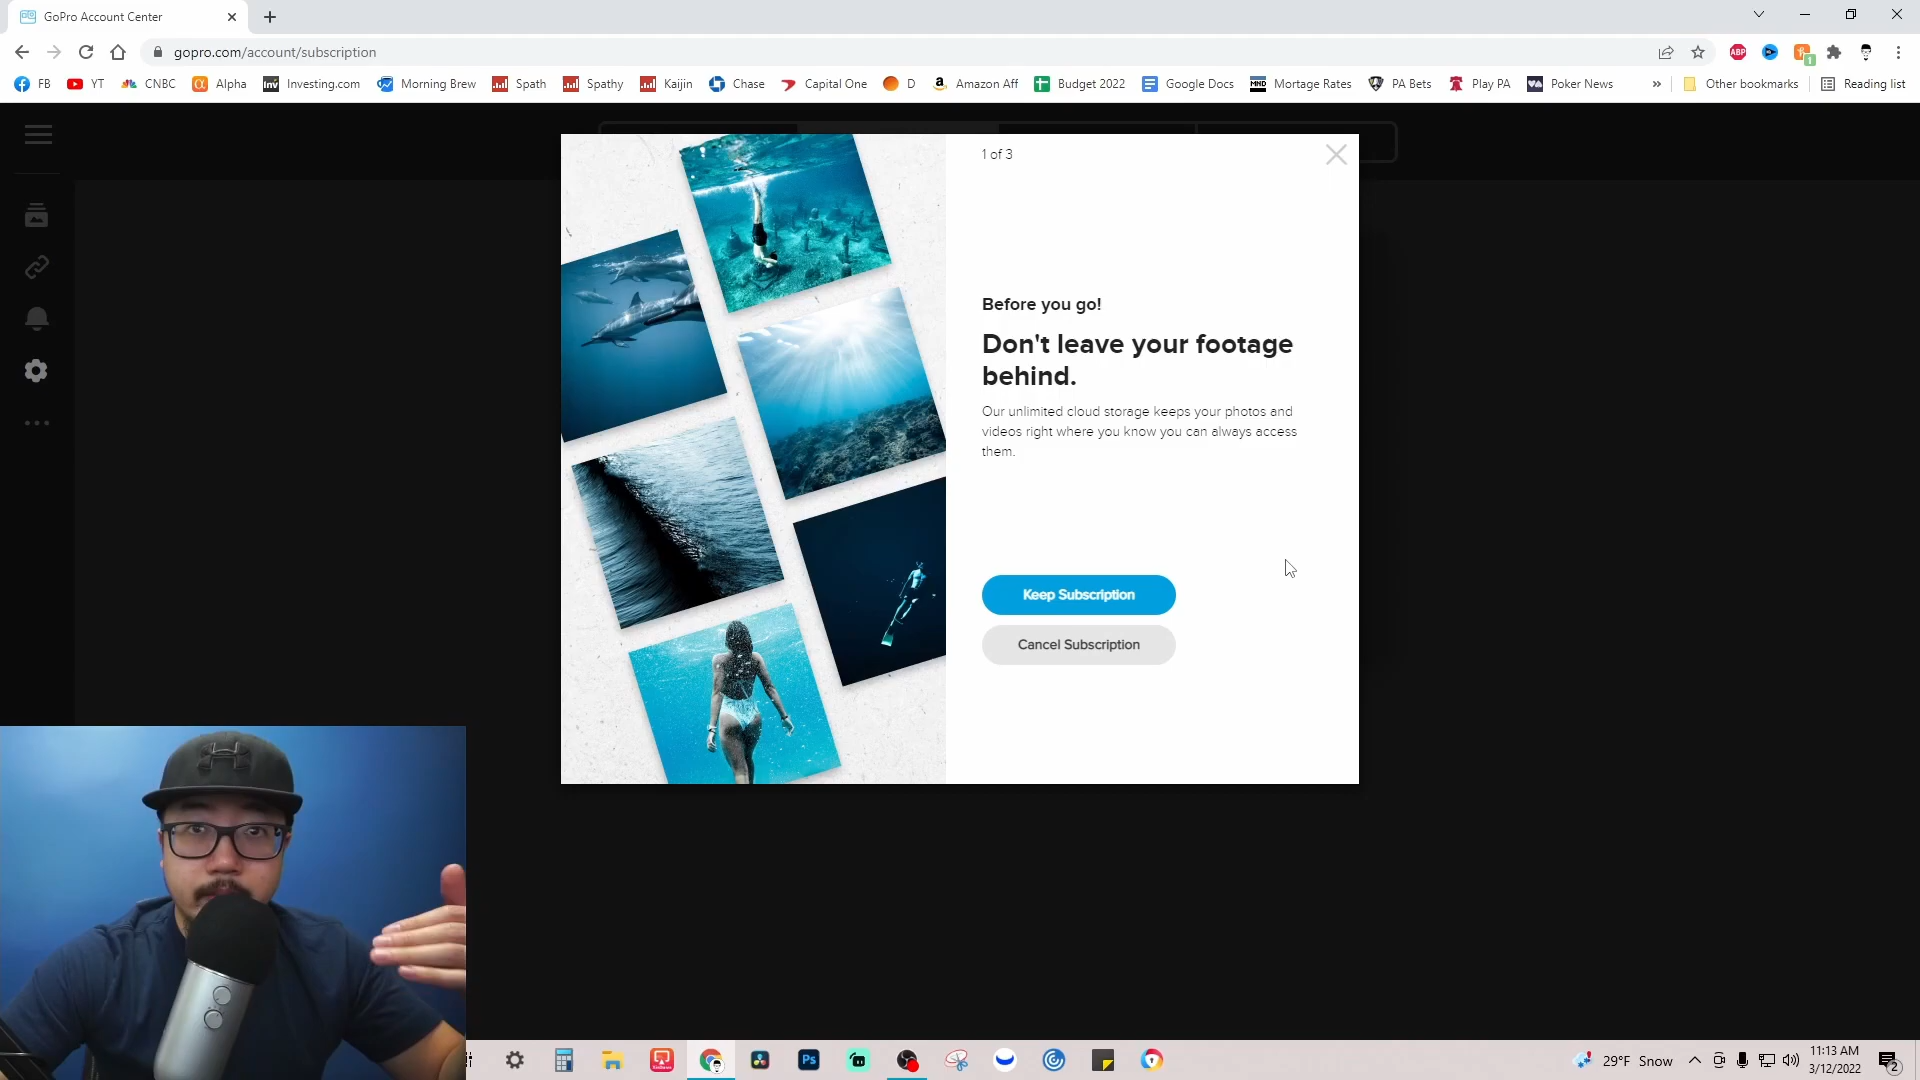 GoPro Account Center
gopro.com/account/subscription
ABP
1
FB YT CNBC Alpha Investing.com Morning Brew Spath Spathy Kaijin Chase Capital One D Amazon Aff Budget 2022 Google Docs Mortage Rates PA Bets Play PA Poker News » Other bookmarks Reading list
1 of 3
Before you go!
Don't leave your footage
behind.
Our unlimited cloud storage keeps your photos and
videos right where you know you can always access
them.
Keep Subscription
Cancel Subscription
Ps
29°F Snow
11:13 AM
3/12/2022
2